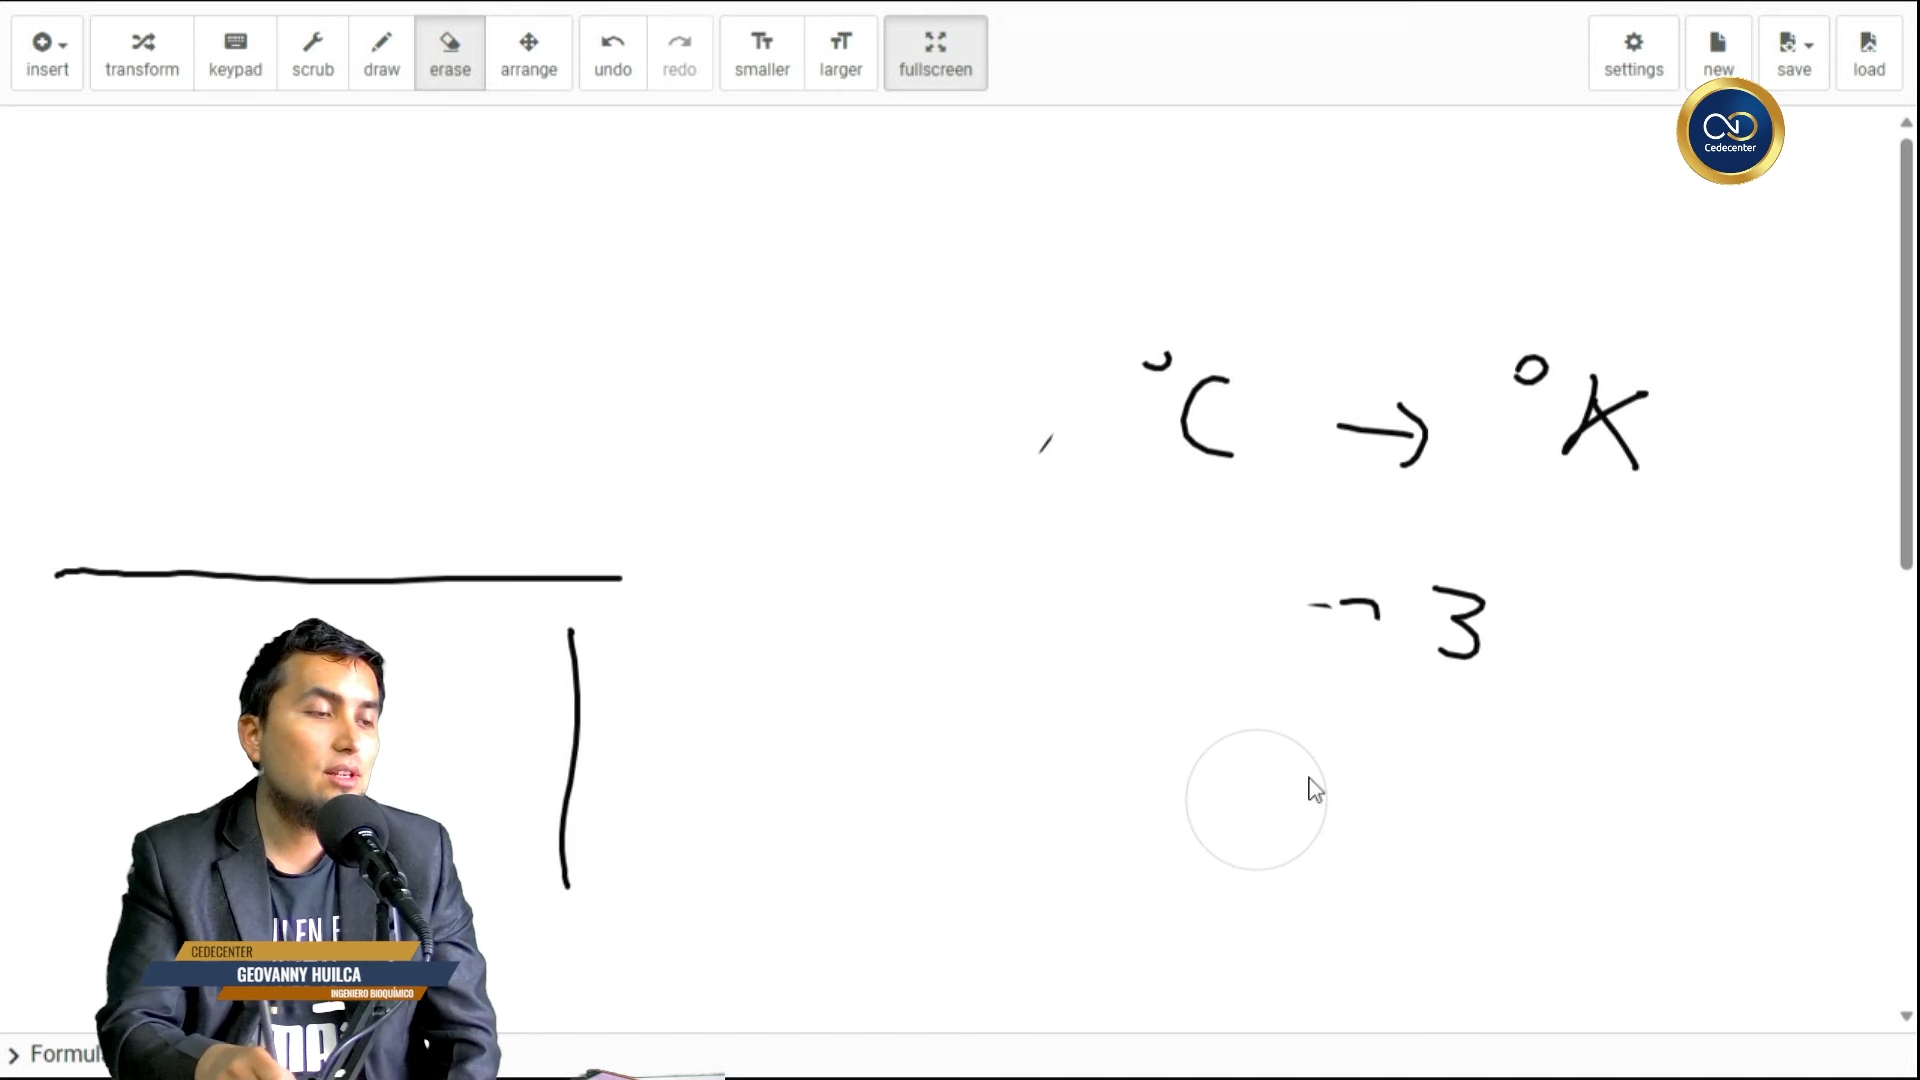 insert transform keypad scrub draw erase arrange undo redo smaller larger fullscreen settings new save load
Cedecenter
°C → °K
3
EN
CEDECENTER
GEOVANNY HUILCA
INGENIERO BIOQUÍMICO
Formul